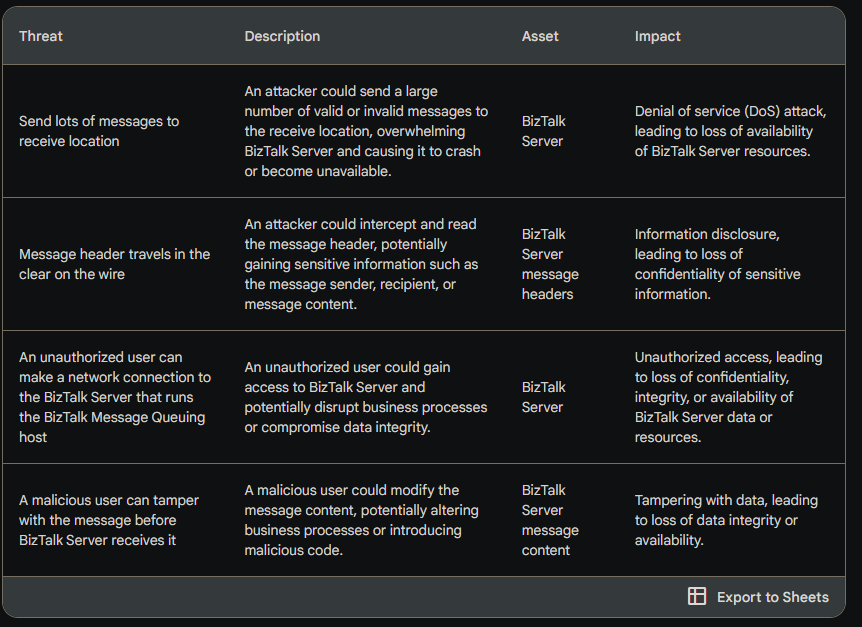 Threat Description Asset Impact
Send lots of messages to
receive location
An attacker could send a large
number of valid or invalid messages to
the receive location, overwhelming
BizTalk Server and causing it to crash
or become unavailable.
BizTalk
Server
Denial of service (DoS) attack,
leading to loss of availability
of BizTalk Server resources.
Message header travels in the
clear on the wire
An attacker could intercept and read
the message header, potentially
gaining sensitive information such as
the message sender, recipient, or
message content.
BizTalk
Server
message
headers
Information disclosure,
leading to loss of
confidentiality of sensitive
information.
An unauthorized user can
make a network connection to
the BizTalk Server that runs
the BizTalk Message Queuing
host
An unauthorized user could gain
access to BizTalk Server and
potentially disrupt business processes
or compromise data integrity.
BizTalk
Server
Unauthorized access, leading
to loss of confidentiality,
integrity, or availability of
BizTalk Server data or
resources.
A malicious user can tamper
with the message before
BizTalk Server receives it
A malicious user could modify the
message content, potentially altering
business processes or introducing
malicious code.
BizTalk
Server
message
content
Tampering with data, leading
to loss of data integrity or
availability.
Export to Sheets